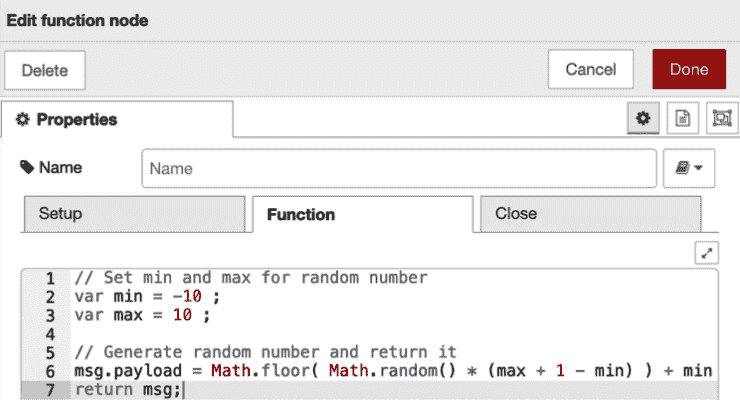 Edit function node
Delete Cancel Done
Properties
Name Name
Setup Function Close
1 // Set min and max for random number
2 var min = -10 ;
3 var max = 10 ;
4
5 // Generate random number and return it
6 msg.payload = Math.floor( Math.random() * (max + 1 - min) ) + min
7 return msg;